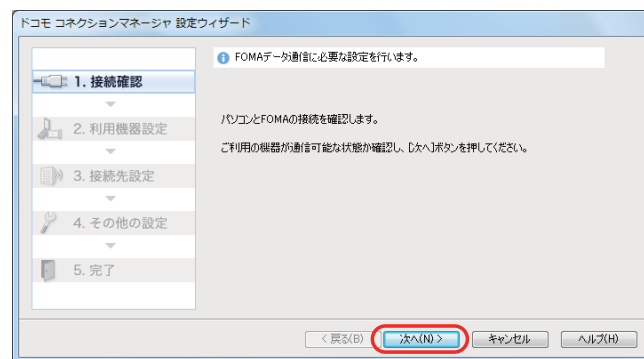 ドコモ コネクションマネージャ 設定ウィザード
FOMAデータ通信に必要な設定を行います。
1. 接続確認
2. 利用機器設定
3. 接続先設定
4. その他の設定
5. 完了
パソコンとFOMAの接続を確認します。
ご利用の機器が通信可能な状態か確認し、[次へ]ボタンを押してください。
< 戻る(B)
次へ(N) >
キャンセル
ヘルプ(H)